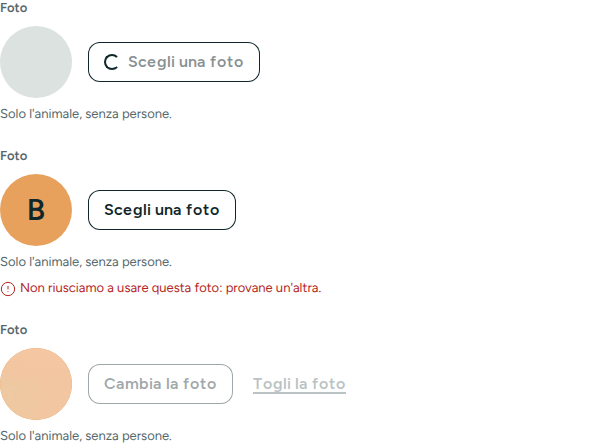 Foto
Scegli una foto
Solo l'animale, senza persone.
Foto
B
Scegli una foto
Solo l'animale, senza persone.
Non riusciamo a usare questa foto: provane un'altra.
Foto
Cambia la foto Togli la foto
Solo l'animale, senza persone.